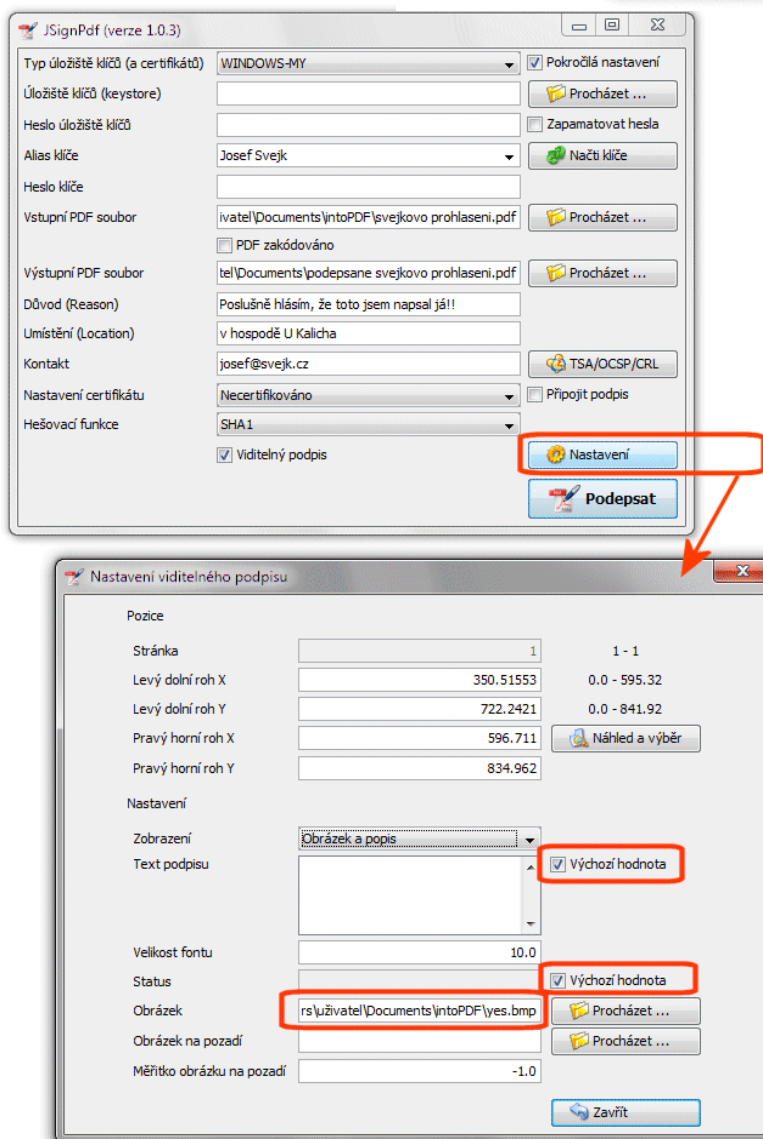 JSignPdf (verze 1.0.3)
Typ úložiště klíčů (a certifikátů) WINDOWS-MY Pokročilá nastavení
Úložiště klíčů (keystore) Procházet ...
Heslo úložiště klíčů Zapamatovat hesla
Alias klíče Josef Svejk Načti klíče
Heslo klíče
Vstupní PDF soubor ivatel\Documents\intoPDF\svejkovo prohlaseni.pdf Procházet ...
PDF zakódováno
Výstupní PDF soubor tel\Documents\podepsane svejkovo prohlaseni.pdf Procházet ...
Důvod (Reason) Poslušně hlásím, že toto jsem napsal já!!
Umístění (Location) v hospodě U Kalicha
Kontakt josef@svejk.cz TSA/OCSP/CRL
Nastavení certifikátu Necertifikováno Připojit podpis
Hešovací funkce SHA1
Viditelný podpis Nastavení
Podepsat
Nastavení viditelného podpisu
Pozice
Stránka 1 1 - 1
Levý dolní roh X 350.51553 0.0 - 595.32
Levý dolní roh Y 722.2421 0.0 - 841.92
Pravý horní roh X 596.711 Náhled a výběr
Pravý horní roh Y 834.962
Nastavení
Zobrazení Obrázek a popis
Text podpisu Výchozí hodnota
Velikost fontu 10.0
Status Výchozí hodnota
Obrázek rs\uživatel\Documents\intoPDF\yes.bmp Procházet ...
Obrázek na pozadí Procházet ...
Měřítko obrázku na pozadí -1.0
Zavřít